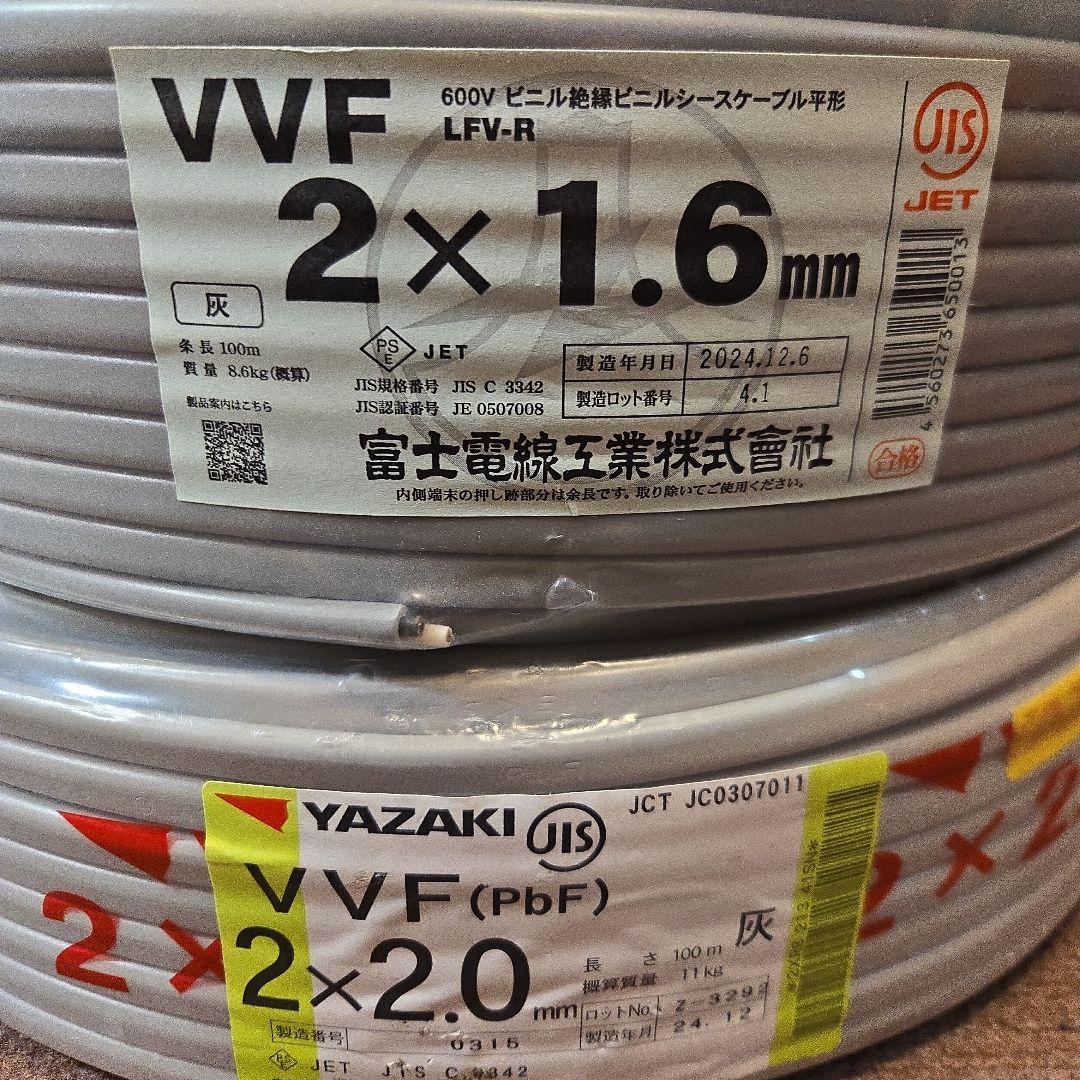 VVF
600V ビニル絶縁ビニルシースケーブル平形
LFV-R
2×1.6mm
JIS
JET
灰
条長 100m
質量 8.6kg(概算)
製品案内はこちら
PS
E
JET
JIS規格番号 JIS C 3342
JIS認証番号 JE 0507008
製造年月日 2024.12.6
製造ロット番号 4.1
4560273650013
合格
富士電線工業株式會社
内側端末の押し跡部分は余長です。取り除いてご使用ください。
YAZAKI JIS
JCT JC0307011
VVF(PbF)
2×2.0mm
灰
長さ 100m
概算質量 11kg
ロットNo. Z-329
製造年月 24.12
製造番号 0315
PS
E
JET JIS C 3342
2×
2×2